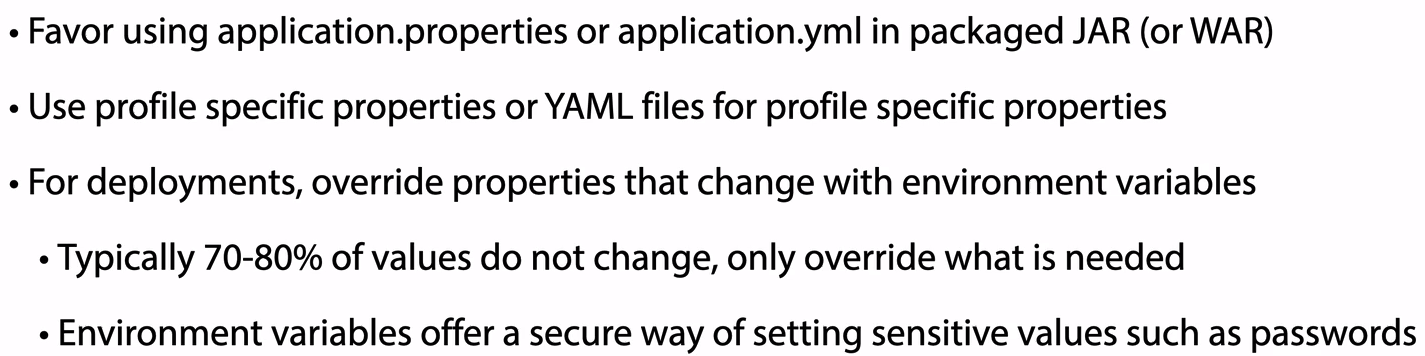 • Favor using application.properties or application.yml in packaged JAR (or WAR)
• Use profile specific properties or YAML files for profile specific properties
• For deployments, override properties that change with environment variables
• Typically 70-80% of values do not change, only override what is needed
• Environment variables offer a secure way of setting sensitive values such as passwords